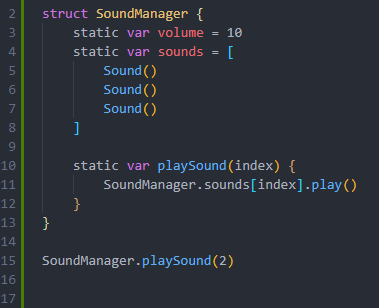 2 struct SoundManager {
3     static var volume = 10
4     static var sounds = [
5         Sound()
6         Sound()
7         Sound()
8     ]
9
10     static var playSound(index) {
11         SoundManager.sounds[index].play()
12     }
13 }
14
15 SoundManager.playSound(2)
16
17